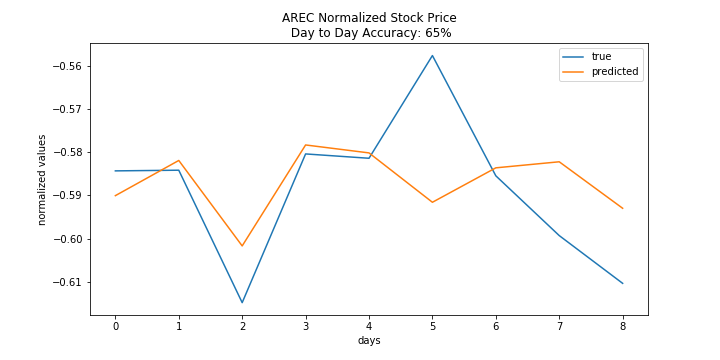 AREC Normalized Stock Price
Day to Day Accuracy: 65%
true
predicted
normalized values
−0.56
−0.57
−0.58
−0.59
−0.60
−0.61
0 1 2 3 4 5 6 7 8
days